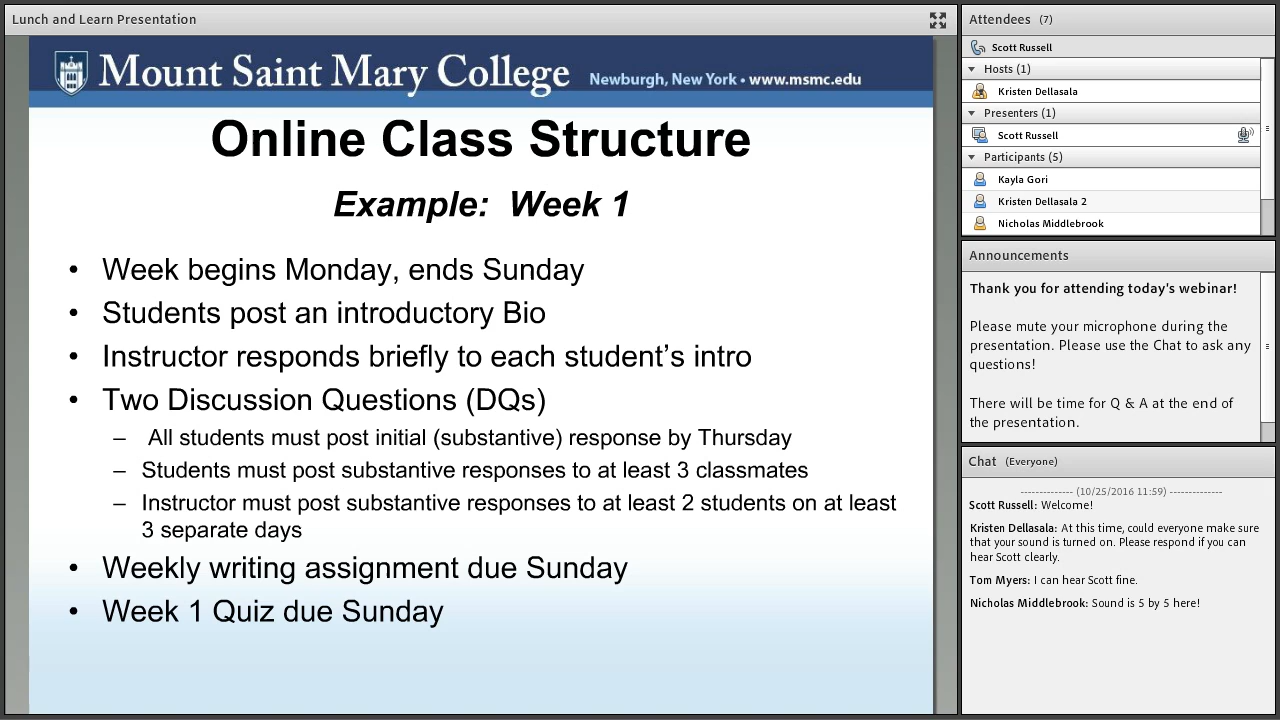 Lunch and Learn Presentation
Mount Saint Mary College Newburgh, New York • www.msmc.edu
Online Class Structure
Example: Week 1
• Week begins Monday, ends Sunday
• Students post an introductory Bio
• Instructor responds briefly to each student's intro
• Two Discussion Questions (DQs)
– All students must post initial (substantive) response by Thursday
– Students must post substantive responses to at least 3 classmates
– Instructor must post substantive responses to at least 2 students on at least
3 separate days
• Weekly writing assignment due Sunday
• Week 1 Quiz due Sunday
Attendees (7)
Scott Russell
Hosts (1)
Kristen Dellasala
Presenters (1)
Scott Russell
Participants (5)
Kayla Gori
Kristen Dellasala 2
Nicholas Middlebrook
Announcements
Thank you for attending today's webinar!
Please mute your microphone during the
presentation. Please use the Chat to ask any
questions!
There will be time for Q & A at the end of
the presentation.
Chat (Everyone)
-------------- (10/25/2016 11:59) --------------
Scott Russell: Welcome!
Kristen Dellasala: At this time, could everyone make sure
that your sound is turned on. Please respond if you can
hear Scott clearly.
Tom Myers: I can hear Scott fine.
Nicholas Middlebrook: Sound is 5 by 5 here!